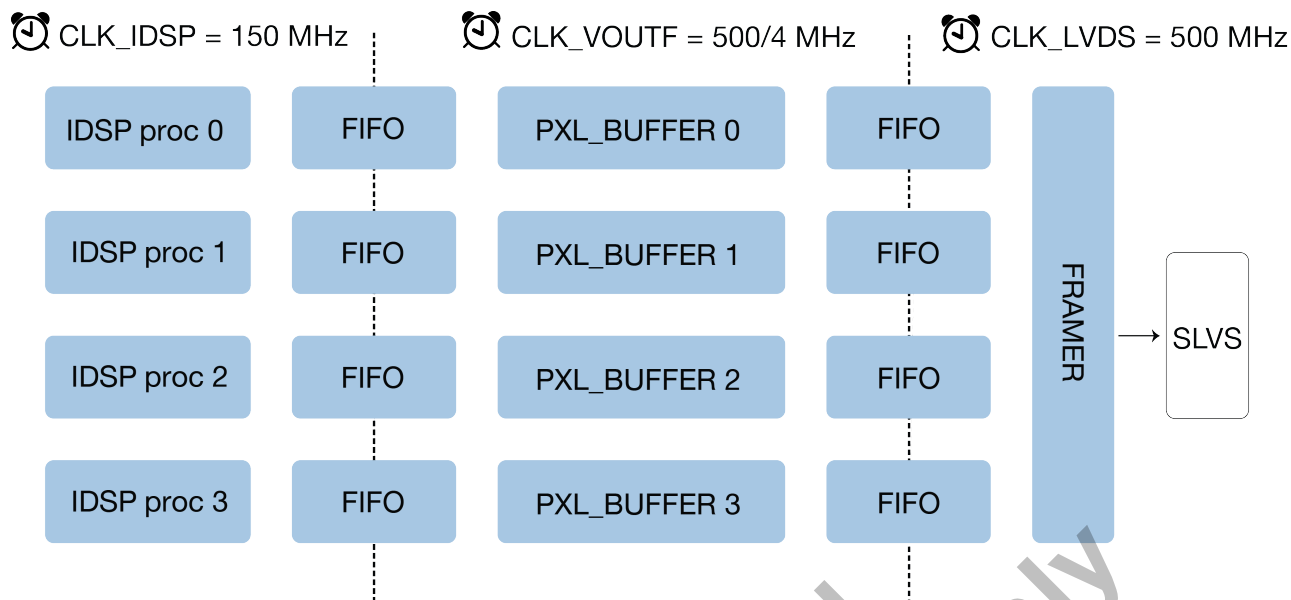 CLK_IDSP = 150 MHz
CLK_VOUTF = 500/4 MHz
CLK_LVDS = 500 MHz
IDSP proc 0
FIFO
PXL_BUFFER 0
FIFO
IDSP proc 1
FIFO
PXL_BUFFER 1
FIFO
FRAMER
SLVS
IDSP proc 2
FIFO
PXL_BUFFER 2
FIFO
IDSP proc 3
FIFO
PXL_BUFFER 3
FIFO